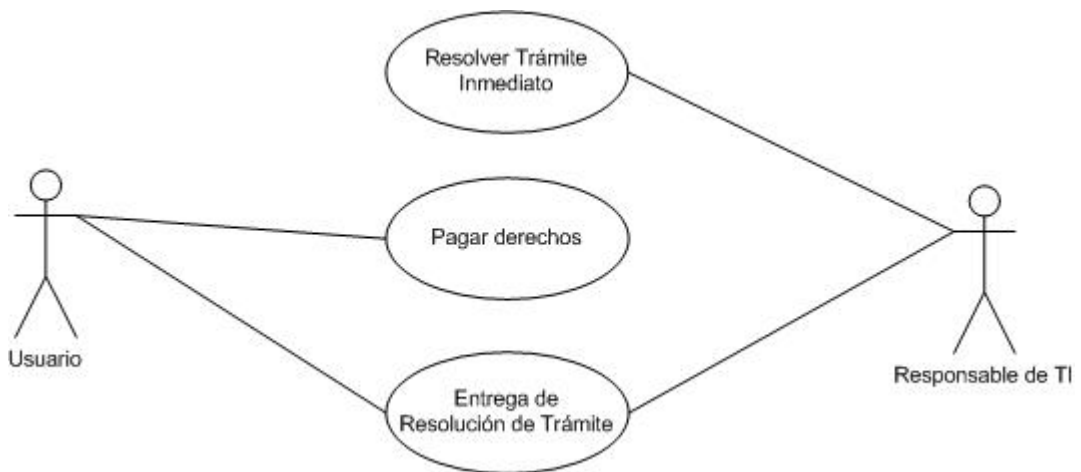 Resolver Trámite
Inmediato
Pagar derechos
Usuario
Responsable de TI
Entrega de
Resolución de Trámite